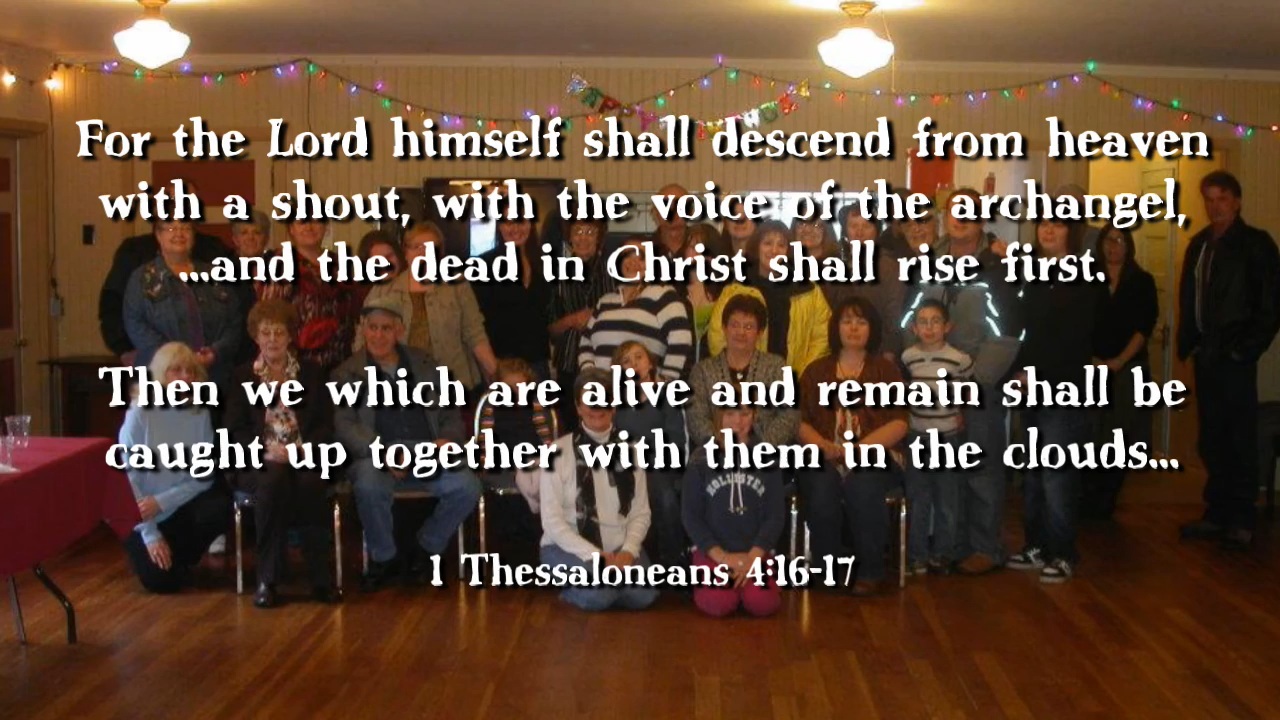 For the Lord himself shall descend from heaven
with a shout, with the voice of the archangel,
...and the dead in Christ shall rise first.
Then we which are alive and remain shall be
caught up together with them in the clouds...
HOLLISTER
1 Thessaloneans 4:16-17